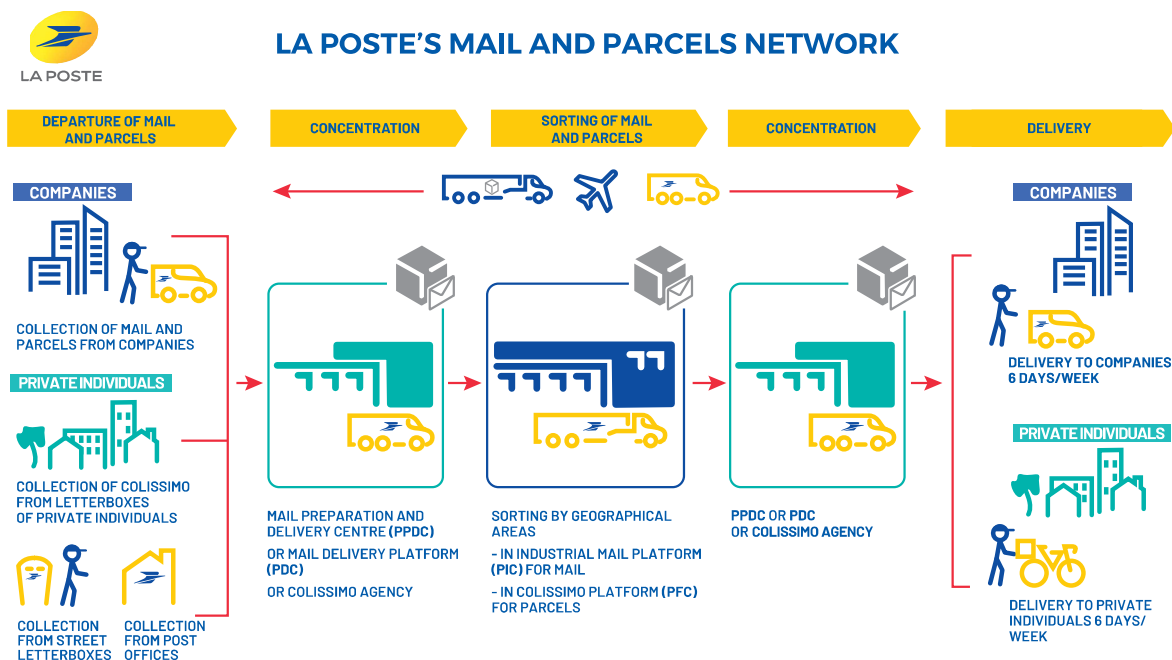 LA POSTE
LA POSTE'S MAIL AND PARCELS NETWORK
DEPARTURE OF MAIL
AND PARCELS
CONCENTRATION
SORTING OF MAIL
AND PARCELS
CONCENTRATION
DELIVERY
COMPANIES
COLLECTION OF MAIL AND
PARCELS FROM COMPANIES
PRIVATE INDIVIDUALS
COLLECTION OF COLISSIMO
FROM LETTERBOXES
OF PRIVATE INDIVIDUALS
COLLECTION
FROM STREET
LETTERBOXES
COLLECTION
FROM POST
OFFICES
MAIL PREPARATION AND
DELIVERY CENTRE (PPDC)
OR MAIL DELIVERY PLATFORM
(PDC)
OR COLISSIMO AGENCY
SORTING BY GEOGRAPHICAL
AREAS
- IN INDUSTRIAL MAIL PLATFORM
(PIC) FOR MAIL
- IN COLISSIMO PLATFORM (PFC)
FOR PARCELS
PPDC OR PDC
OR COLISSIMO AGENCY
COMPANIES
DELIVERY TO COMPANIES
6 DAYS/WEEK
PRIVATE INDIVIDUALS
DELIVERY TO PRIVATE
INDIVIDUALS 6 DAYS/
WEEK